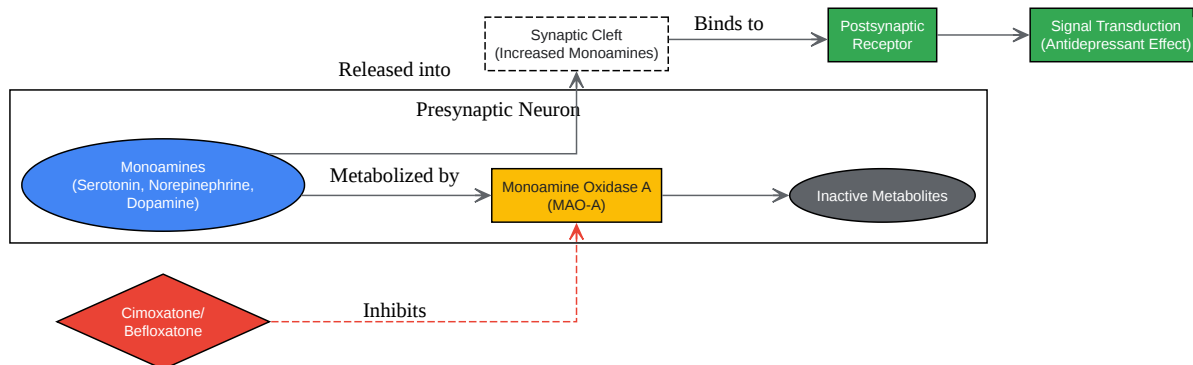 Synaptic Cleft
(Increased Monoamines)
Binds to
Postsynaptic
Receptor
Signal Transduction
(Antidepressant Effect)
Released into
Presynaptic Neuron
Monoamines
(Serotonin, Norepinephrine,
Dopamine)
Metabolized by
Monoamine Oxidase A
(MAO-A)
Inactive Metabolites
Cimoxatone/
Befloxatone
Inhibits